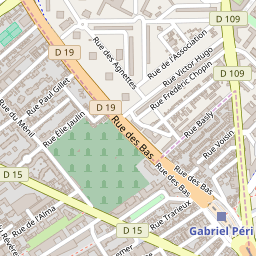 D 109
D 19
Rue de l'Association
Rue des Agnettes
Rue Victor Hugo
D 109
Rue Paul Gillet
Rue Frédéric Chopin
D 19
Rue du Ménil
Rue Élie Jaulin
Rue des Bas
Rue Basly
Rue Voisin
D 15
Rue des Bas
Rue des Bas
D 15
Rue de l'Alma
Rue Trarieux
Gabriel Péri